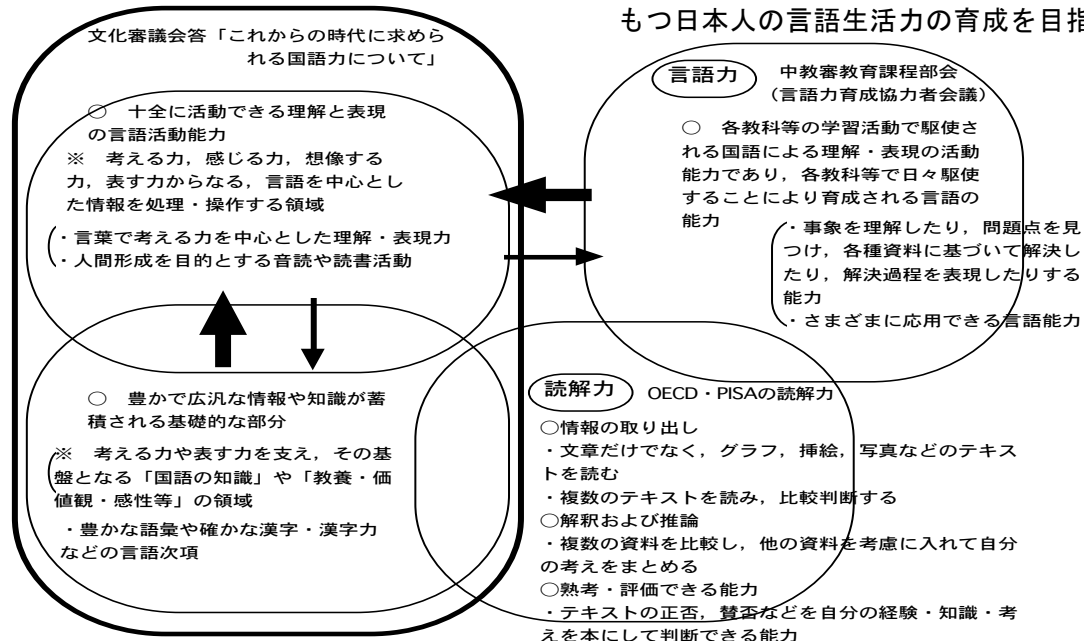 もつ日本人の言語生活力の育成を目指
文化審議会答「これからの時代に求めら
れる国語力について」
○　十全に活動できる理解と表現
の言語活動能力
※　考える力，感じる力，想像する
力，表す力からなる，言語を中心とし
た情報を処理・操作する領域
・言葉で考える力を中心とした理解・表現力
・人間形成を目的とする音読や読書活動
○　豊かで広汎な情報や知識が蓄
積される基礎的な部分
※　考える力や表す力を支え，その基
盤となる「国語の知識」や「教養・価
値観・感性等」の領域
・豊かな語彙や確かな漢字・漢字力
などの言語次項
言語力
中教審教育課程部会
（言語力育成協力者会議）
○　各教科等の学習活動で駆使さ
れる国語による理解・表現の活動
能力であり，各教科等で日々駆使
することにより育成される言語の
能力
・事象を理解したり，問題点を見
つけ，各種資料に基づいて解決し
たり，解決過程を表現したりする
能力
・さまざまに応用できる言語能力
読解力
OECD・PISAの読解力
○情報の取り出し
・文章だけでなく，グラフ，挿絵，写真などのテキス
トを読む
・複数のテキストを読み，比較判断する
○解釈および推論
・複数の資料を比較し，他の資料を考慮に入れて自分
の考えをまとめる
○熟考・評価できる能力
・テキストの正否，賛否などを自分の経験・知識・考
えを本にして判断できる能力